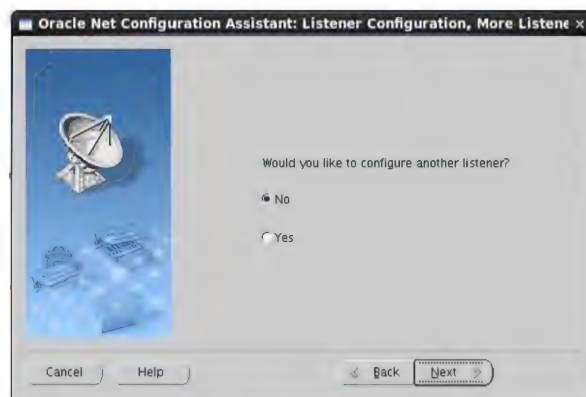 Oracle Net Configuration Assistant: Listener Configuration, More Listene
Would you like to configure another listener?
No
Yes
Cancel
Help
Back
Next